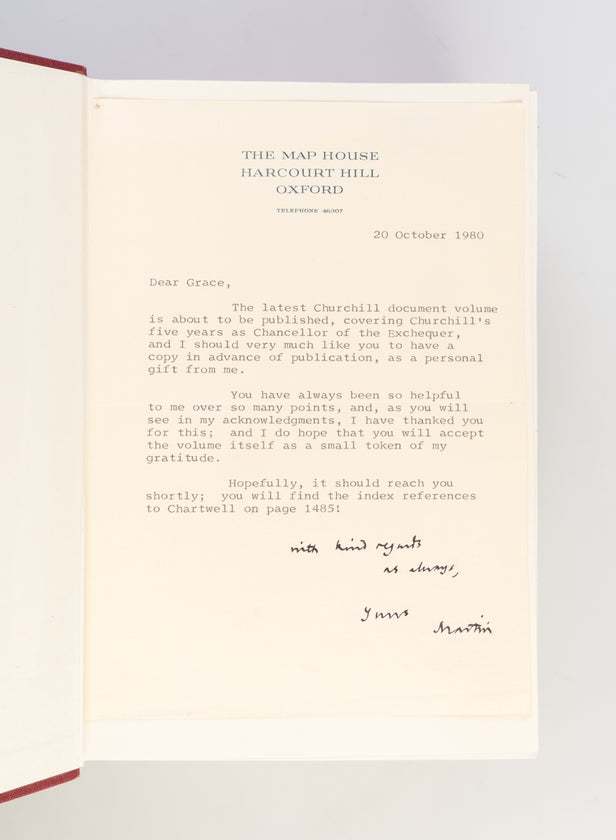 THE MAP HOUSE
HARCOURT HILL
OXFORD
TELEPHONE 46307
20 October 1980
Dear Grace,
The latest Churchill document volume
is about to be published, covering Churchill's
five years as Chancellor of the Exchequer,
and I should very much like you to have a
copy in advance of publication, as a personal
gift from me.
You have always been so helpful
to me over so many points, and, as you will
see in my acknowledgments, I have thanked you
for this; and I do hope that you will accept
the volume itself as a small token of my
gratitude.
Hopefully, it should reach you
shortly; you will find the index references
to Chartwell on page 1485!
with kind regards
as always,
Yours
Martin